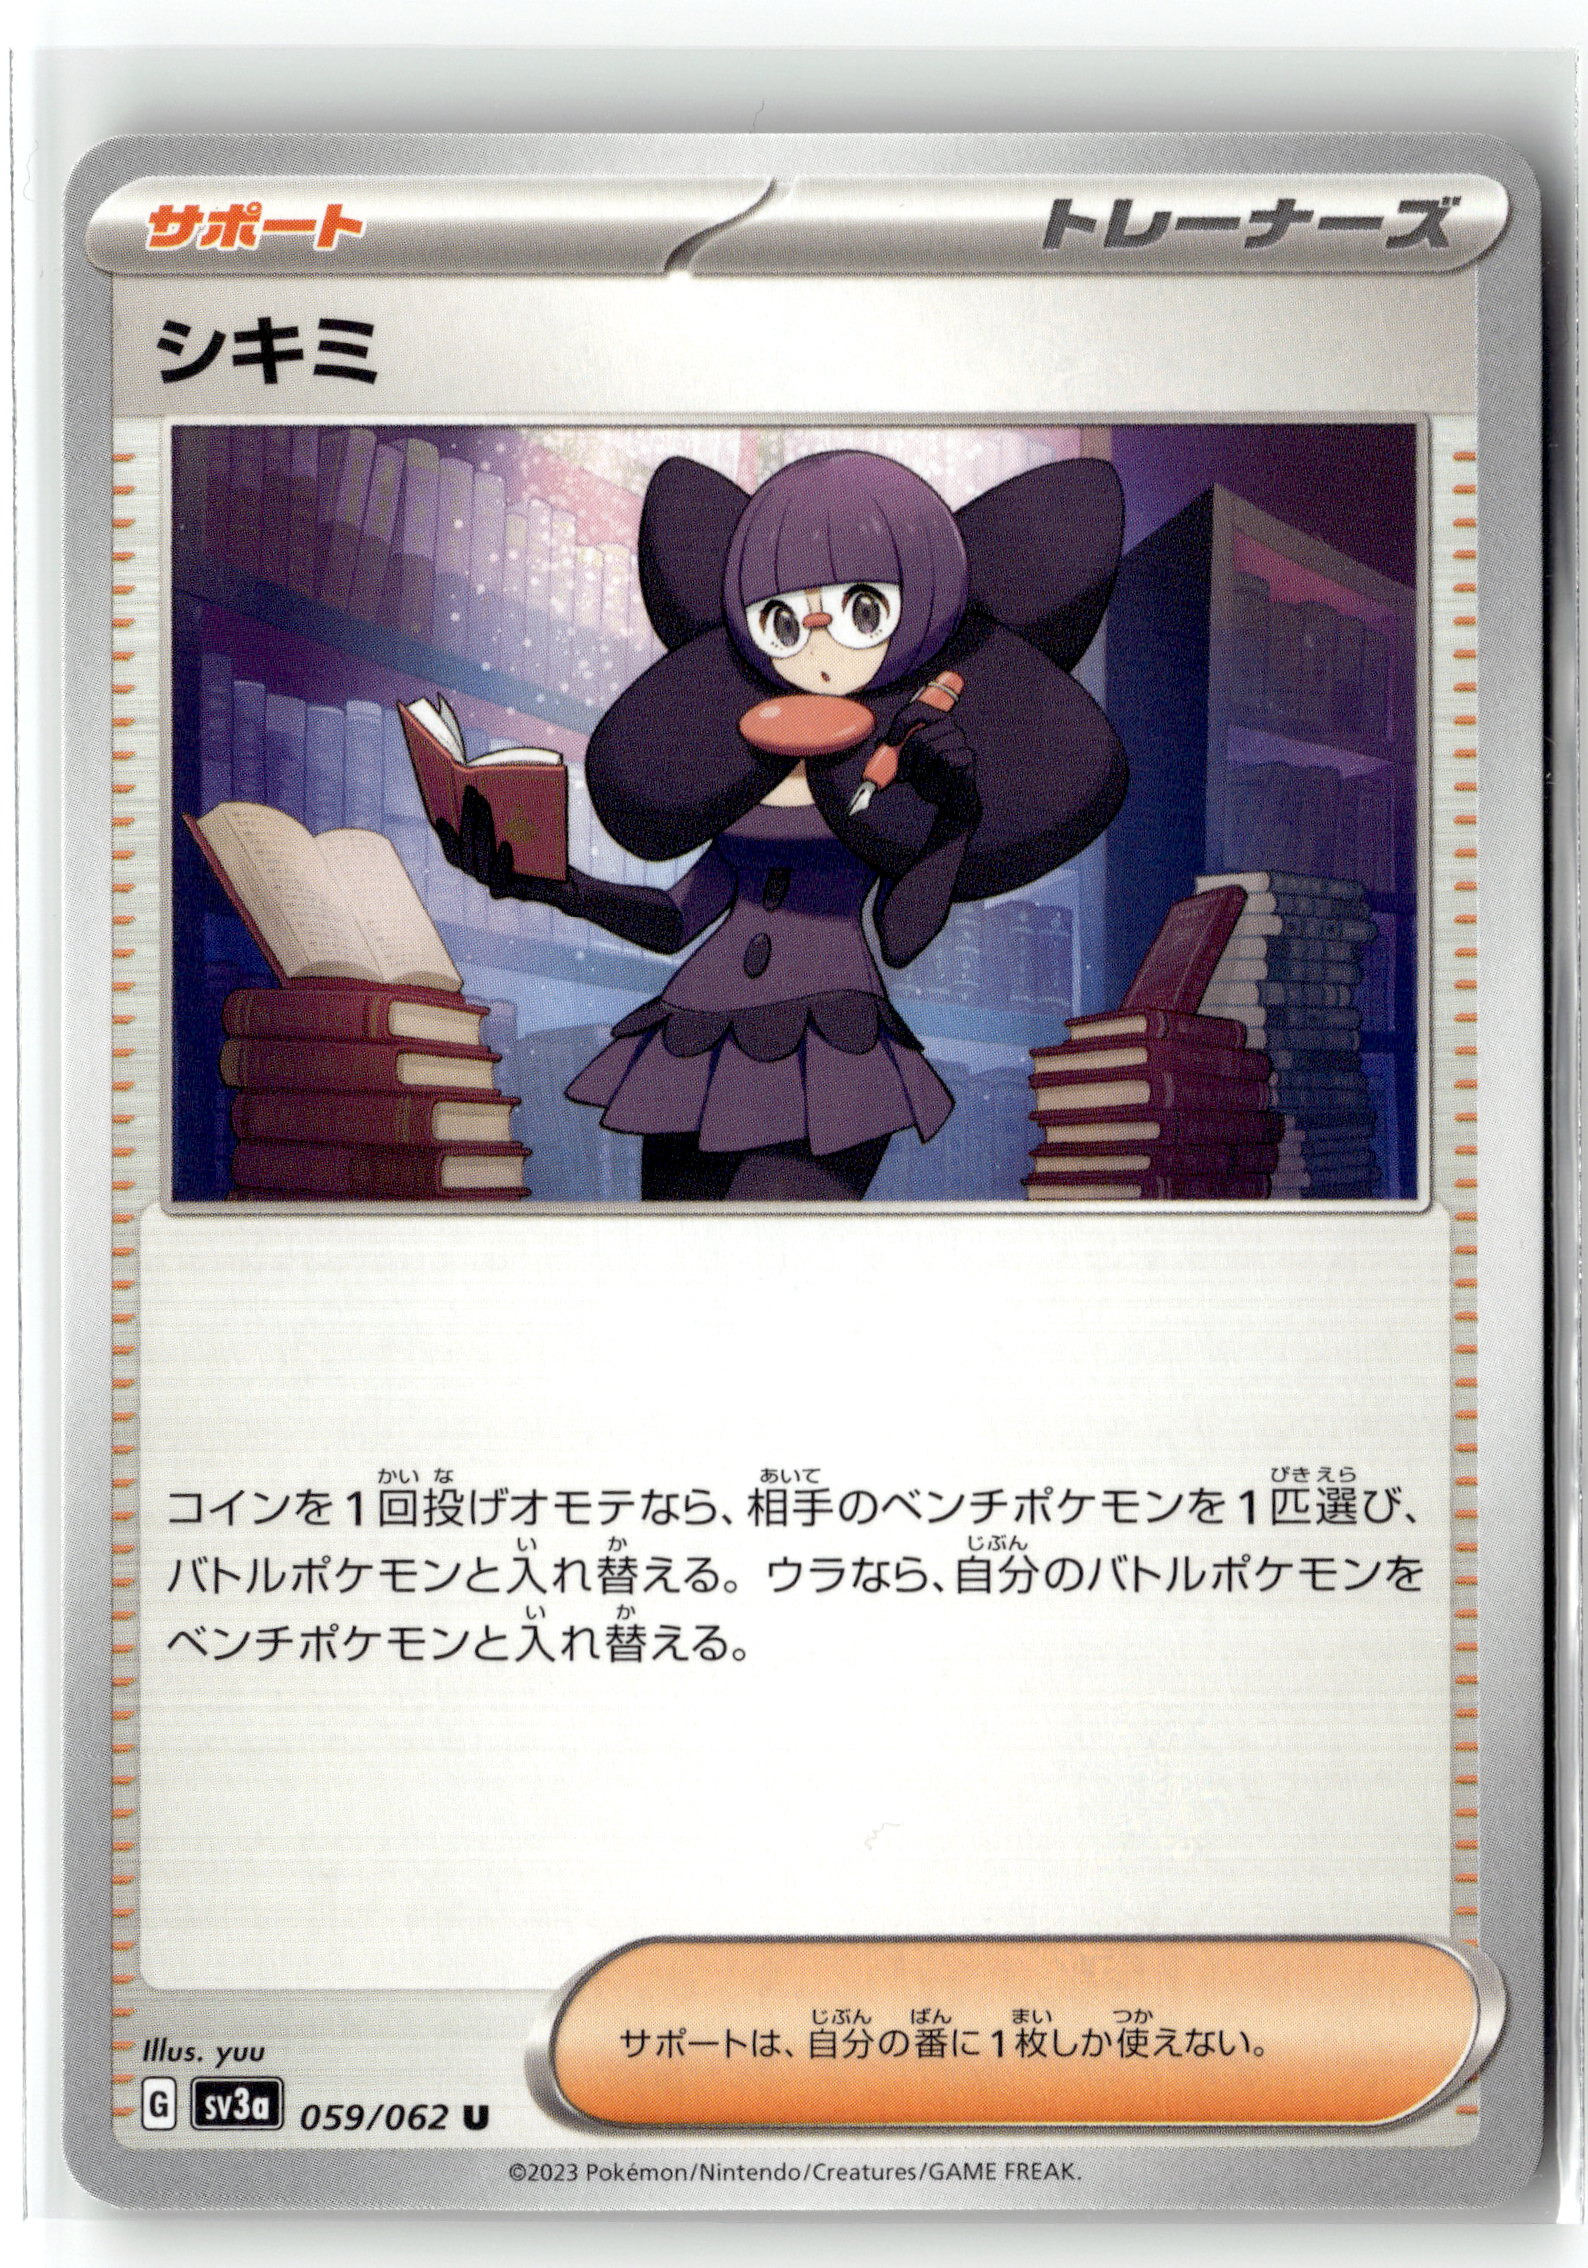 サポート
トレーナーズ
シキミ
コインを1回投げオモテなら、相手のベンチポケモンを1匹選び、
バトルポケモンと入れ替える。ウラなら、自分のバトルポケモンを
ベンチポケモンと入れ替える。
サポートは、自分の番に1枚しか使えない。
Illus. yuu
G sv3a 059/062 U
©2023 Pokémon/Nintendo/Creatures/GAME FREAK.